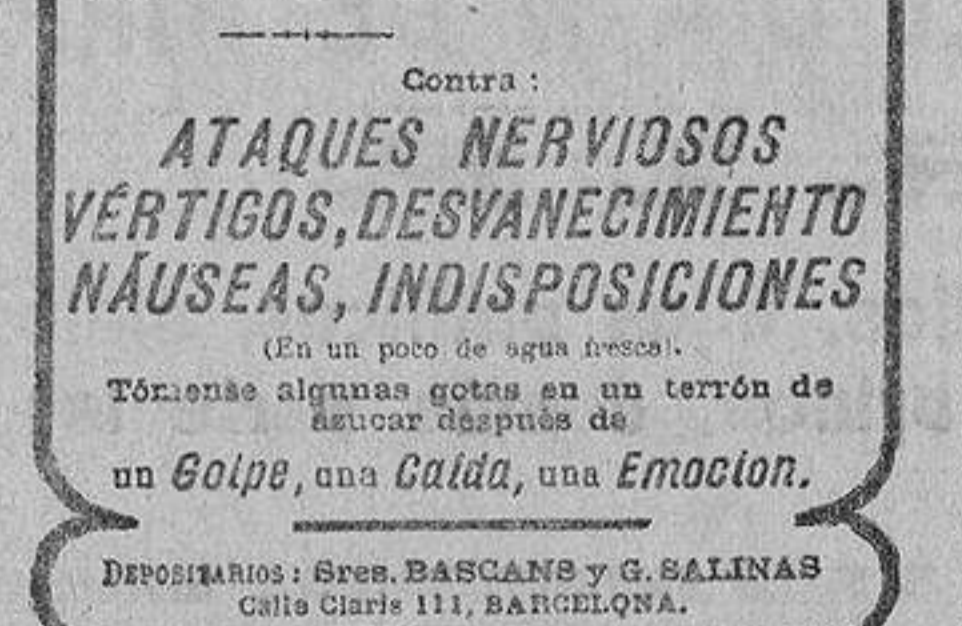 Contra :
ATAQUES NERVIOSOS
VÉRTIGOS, DESVANECIMIENTO
NÁUSEAS, INDISPOSICIONES
(En un poco de agua fresca).
Tómense algunas gotas en un terrón de
azucar después de
un Golpe, una Caida, una Emocion.
DEPOSITARIOS : Sres. BASCANS y G. SALINAS
Calle Claris 111, BARCELONA.